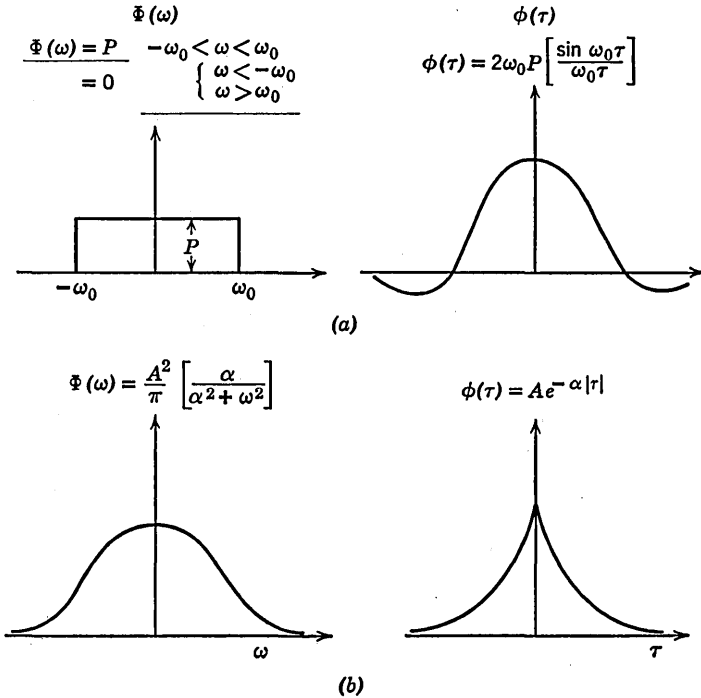 Φ(ω)
Φ(ω) = P   −ω₀ < ω < ω₀
= 0   { ω < −ω₀
ω > ω₀
P
−ω₀   ω₀
φ(τ)
φ(τ) = 2ω₀P [ sin ω₀τ / ω₀τ ]
(a)
Φ(ω) = A²/π [ α / α² + ω² ]
ω
φ(τ) = Ae^−α|τ|
τ
(b)